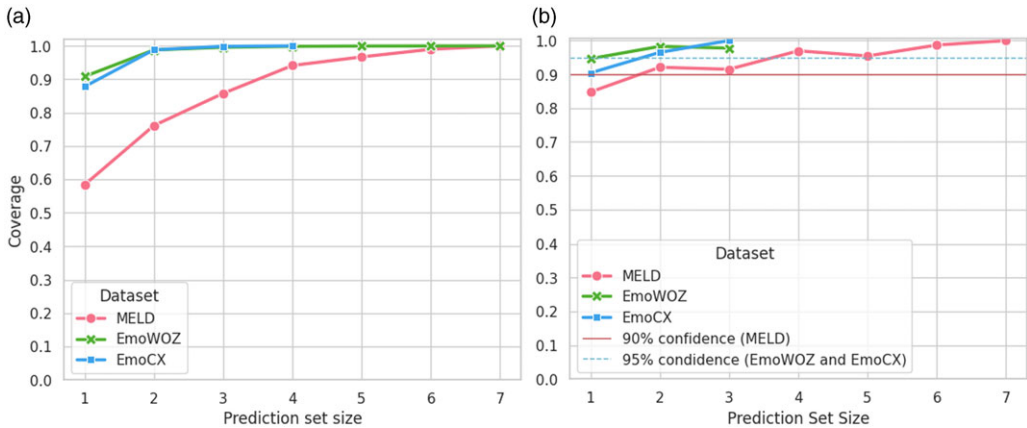 (a)
1.0
0.9
0.8
0.7
0.6
0.5
0.4
0.3
0.2
0.1
0.0
Coverage
Dataset
MELD
EmoWOZ
EmoCX
1 2 3 4 5 6 7
Prediction set size
(b)
1.0
0.9
0.8
0.7
0.6
0.5
0.4
0.3
0.2
0.1
0.0
Dataset
MELD
EmoWOZ
EmoCX
90% confidence (MELD)
95% condidence (EmoWOZ and EmoCX)
1 2 3 4 5 6 7
Prediction Set Size